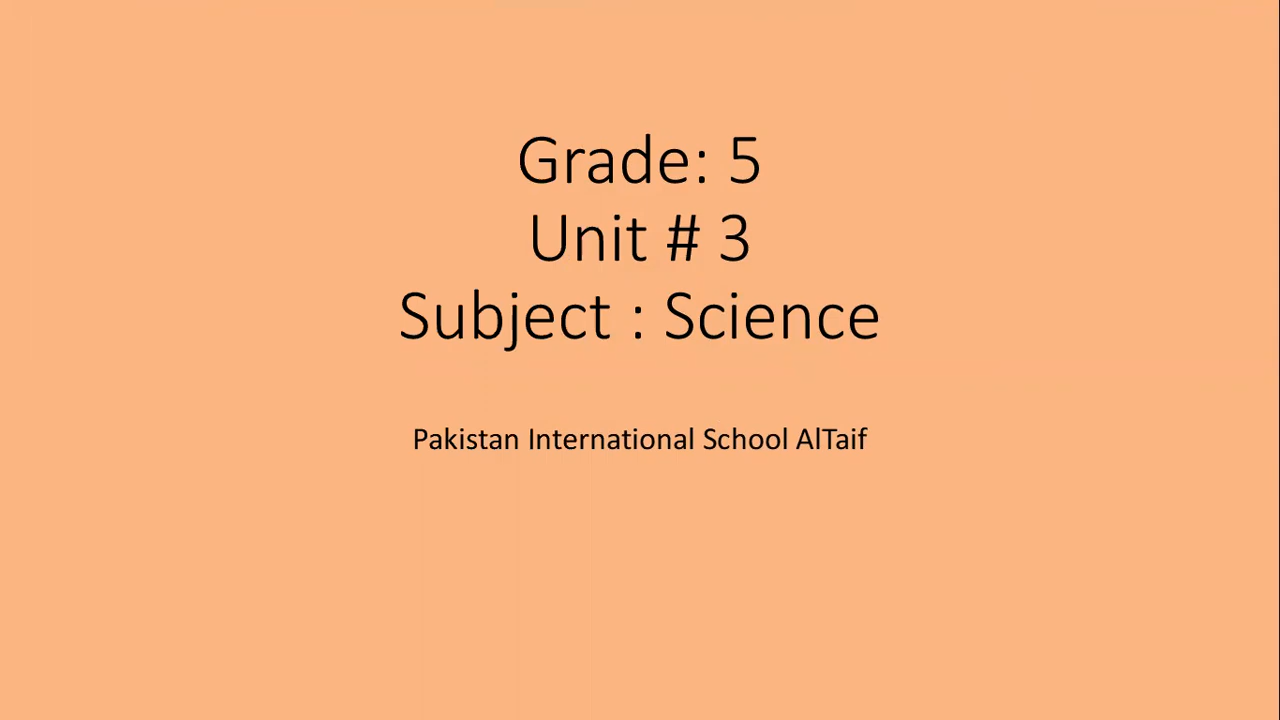 Grade: 5
Unit # 3
Subject : Science
Pakistan International School AlTaif